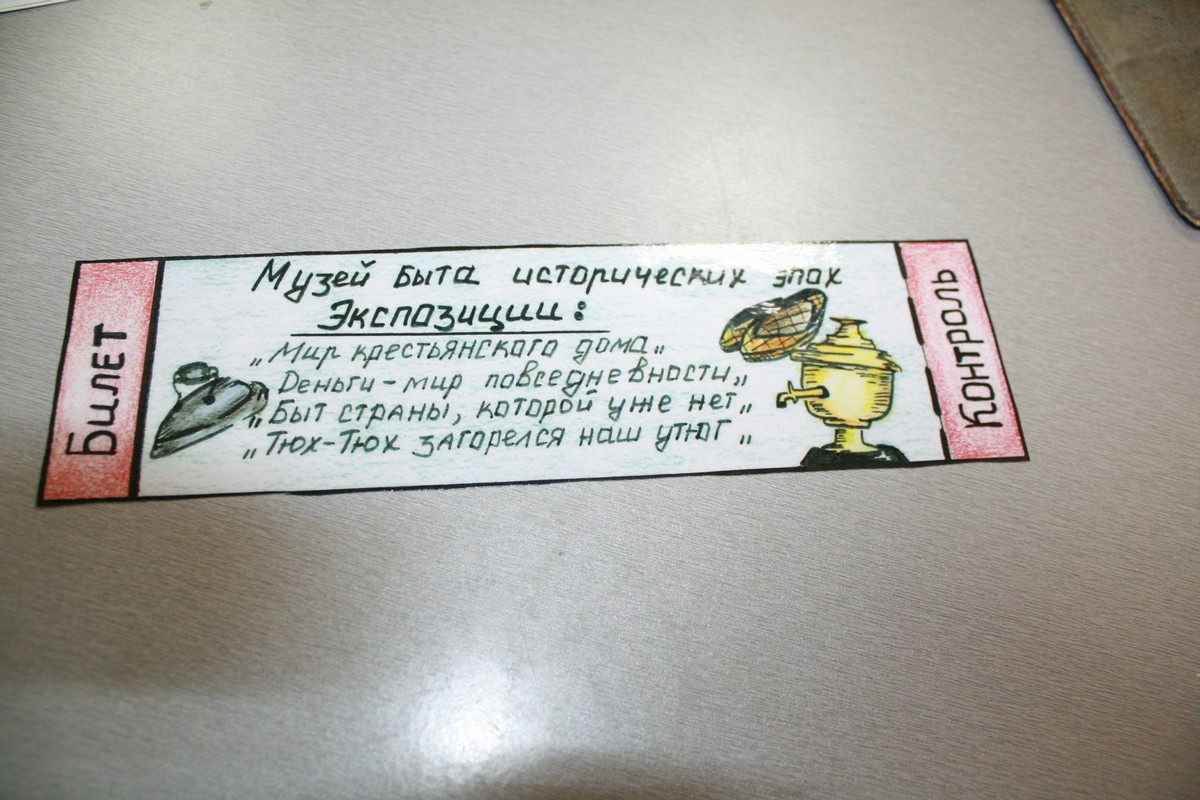 Билет
Музей быта исторических эпох
Экспозиции:
„Мир крестьянского дома„
Деньги - мир повседневности„
„Быт страны, которой уже нет„
„Тюх-Тюх загорелся наш утюг„
Контроль